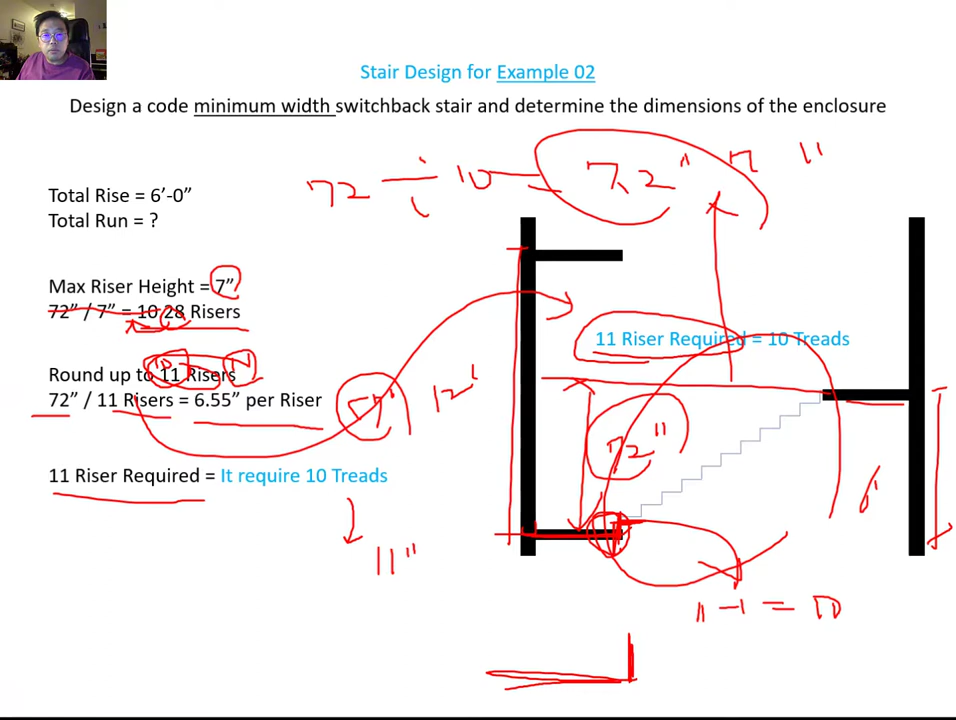 Stair Design for Example 02
Design a code minimum width switchback stair and determine the dimensions of the enclosure
72 ÷ 10 = 7.2" 7"
Total Rise = 6'-0"
Total Run = ?
Max Riser Height = 7"
72" / 7" = 10.28 Risers
11 Riser Required = 10 Treads
Round up to 11 Risers
72" / 11 Risers = 6.55" per Riser
12'
72"
6'
11 Riser Required = It require 10 Treads
11"
11 - 1 = 10